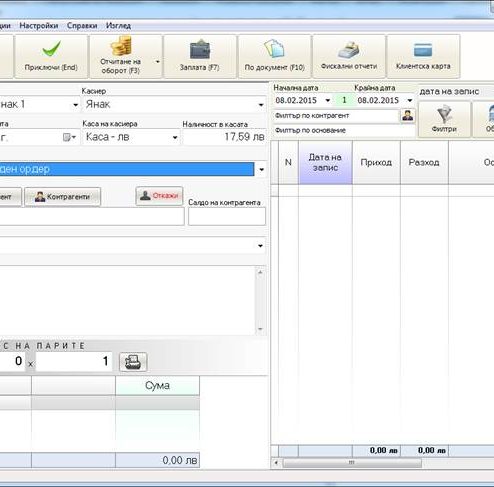 Настройки Справки Изглед
Приключи (End)
Отчитане на
оборот (F3)
Заплата (F7)
По документ (F10)
Фискални отчети
Клиентска карта
Касиер
нак 1
Янак
Каса на касиера
Наличност в касата
г.
Каса - лв
17,59 лв
ден ордер
Контрагенти
Откажи
Салдо на контрагента
С НА ПАРИТЕ
0 x 1
Сума
0,00 лв
Начална дата
Крайна дата
дата на запис
08.02.2015 1 08.02.2015
Филтър по контрагент
Филтър по основание
Филтри
N
Дата на
запис
Приход
Разход
Ос
0,00 лв 0,00 лв